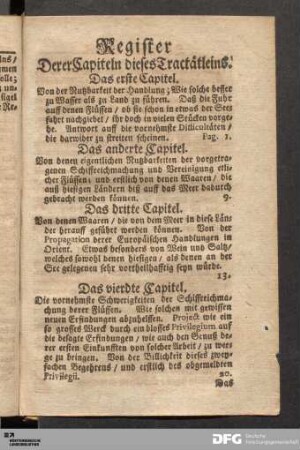 Register
Derer Capiteln dieses Tractätleins.
Das erste Capitel.
Von der Nutzbarkeit der Handlung; Wie solche besser
zu Wasser als zu Land zu führen. Daß die Fuhr
auff denen Flüssen/ ob sie schon in etwas der See
fahrt nachgiebet/ ihr doch in vielen Stücken vorge-
he. Antwort auff die vornehmste Difficultäten/
die darwider zu streiten scheinen. Pag. 1.
Das anderte Capitel.
Von denen eigentlichen Nutzbarkeiten der vorgetra-
genen Schiffreichmachung und Vereinigung etlicher
Flüssen; und erstlich von denen Waaren/ die
auß hiesigen Ländern biß auff das Meer dadurch
gebracht werden können. 9.
Das dritte Capitel.
Von denen Waaren/ die von dem Meer in diese Län-
der herauff geführt werden können. Von der
Propagation derer Europäischen Handlungen in
Orient. Etwas besonders von Wein und Saltz/
welches sowohl denen hiesigen/ als denen an der
See gelegenen sehr vortheilhafftig seyn würde.
13.
Das vierdte Capitel.
Die vornehmste Schwerigkeiten der Schiffreichma-
chung derer Flüssen. Wie solchen mit gewissen
neuen Erfindungen abzuhelffen. Project wie ein
so grosses Werck durch ein blosses Privilegium auff
die besagte Erfindungen/ wie auch den Genuß de-
rer ersten Einkunfften von solcher Arbeit/ zu wer-
ge zu bringen. Von der Billichkeit dieses zwey-
fachen Begehrens/ und erstlich des obgemeldten
Privilegii. 20.
Das
DFG